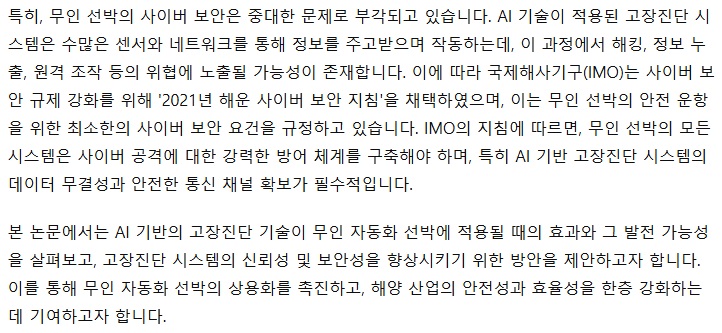 특히, 무인 선박의 사이버 보안은 중대한 문제로 부각되고 있습니다. AI 기술이 적용된 고장진단 시
스템은 수많은 센서와 네트워크를 통해 정보를 주고받으며 작동하는데, 이 과정에서 해킹, 정보 누
출, 원격 조작 등의 위협에 노출될 가능성이 존재합니다. 이에 따라 국제해사기구(IMO)는 사이버 보
안 규제 강화를 위해 '2021년 해운 사이버 보안 지침'을 채택하였으며, 이는 무인 선박의 안전 운항
을 위한 최소한의 사이버 보안 요건을 규정하고 있습니다. IMO의 지침에 따르면, 무인 선박의 모든
시스템은 사이버 공격에 대한 강력한 방어 체계를 구축해야 하며, 특히 AI 기반 고장진단 시스템의
데이터 무결성과 안전한 통신 채널 확보가 필수적입니다.
본 논문에서는 AI 기반의 고장진단 기술이 무인 자동화 선박에 적용될 때의 효과와 그 발전 가능성
을 살펴보고, 고장진단 시스템의 신뢰성 및 보안성을 향상시키기 위한 방안을 제안하고자 합니다.
이를 통해 무인 자동화 선박의 상용화를 촉진하고, 해양 산업의 안전성과 효율성을 한층 강화하는
데 기여하고자 합니다.